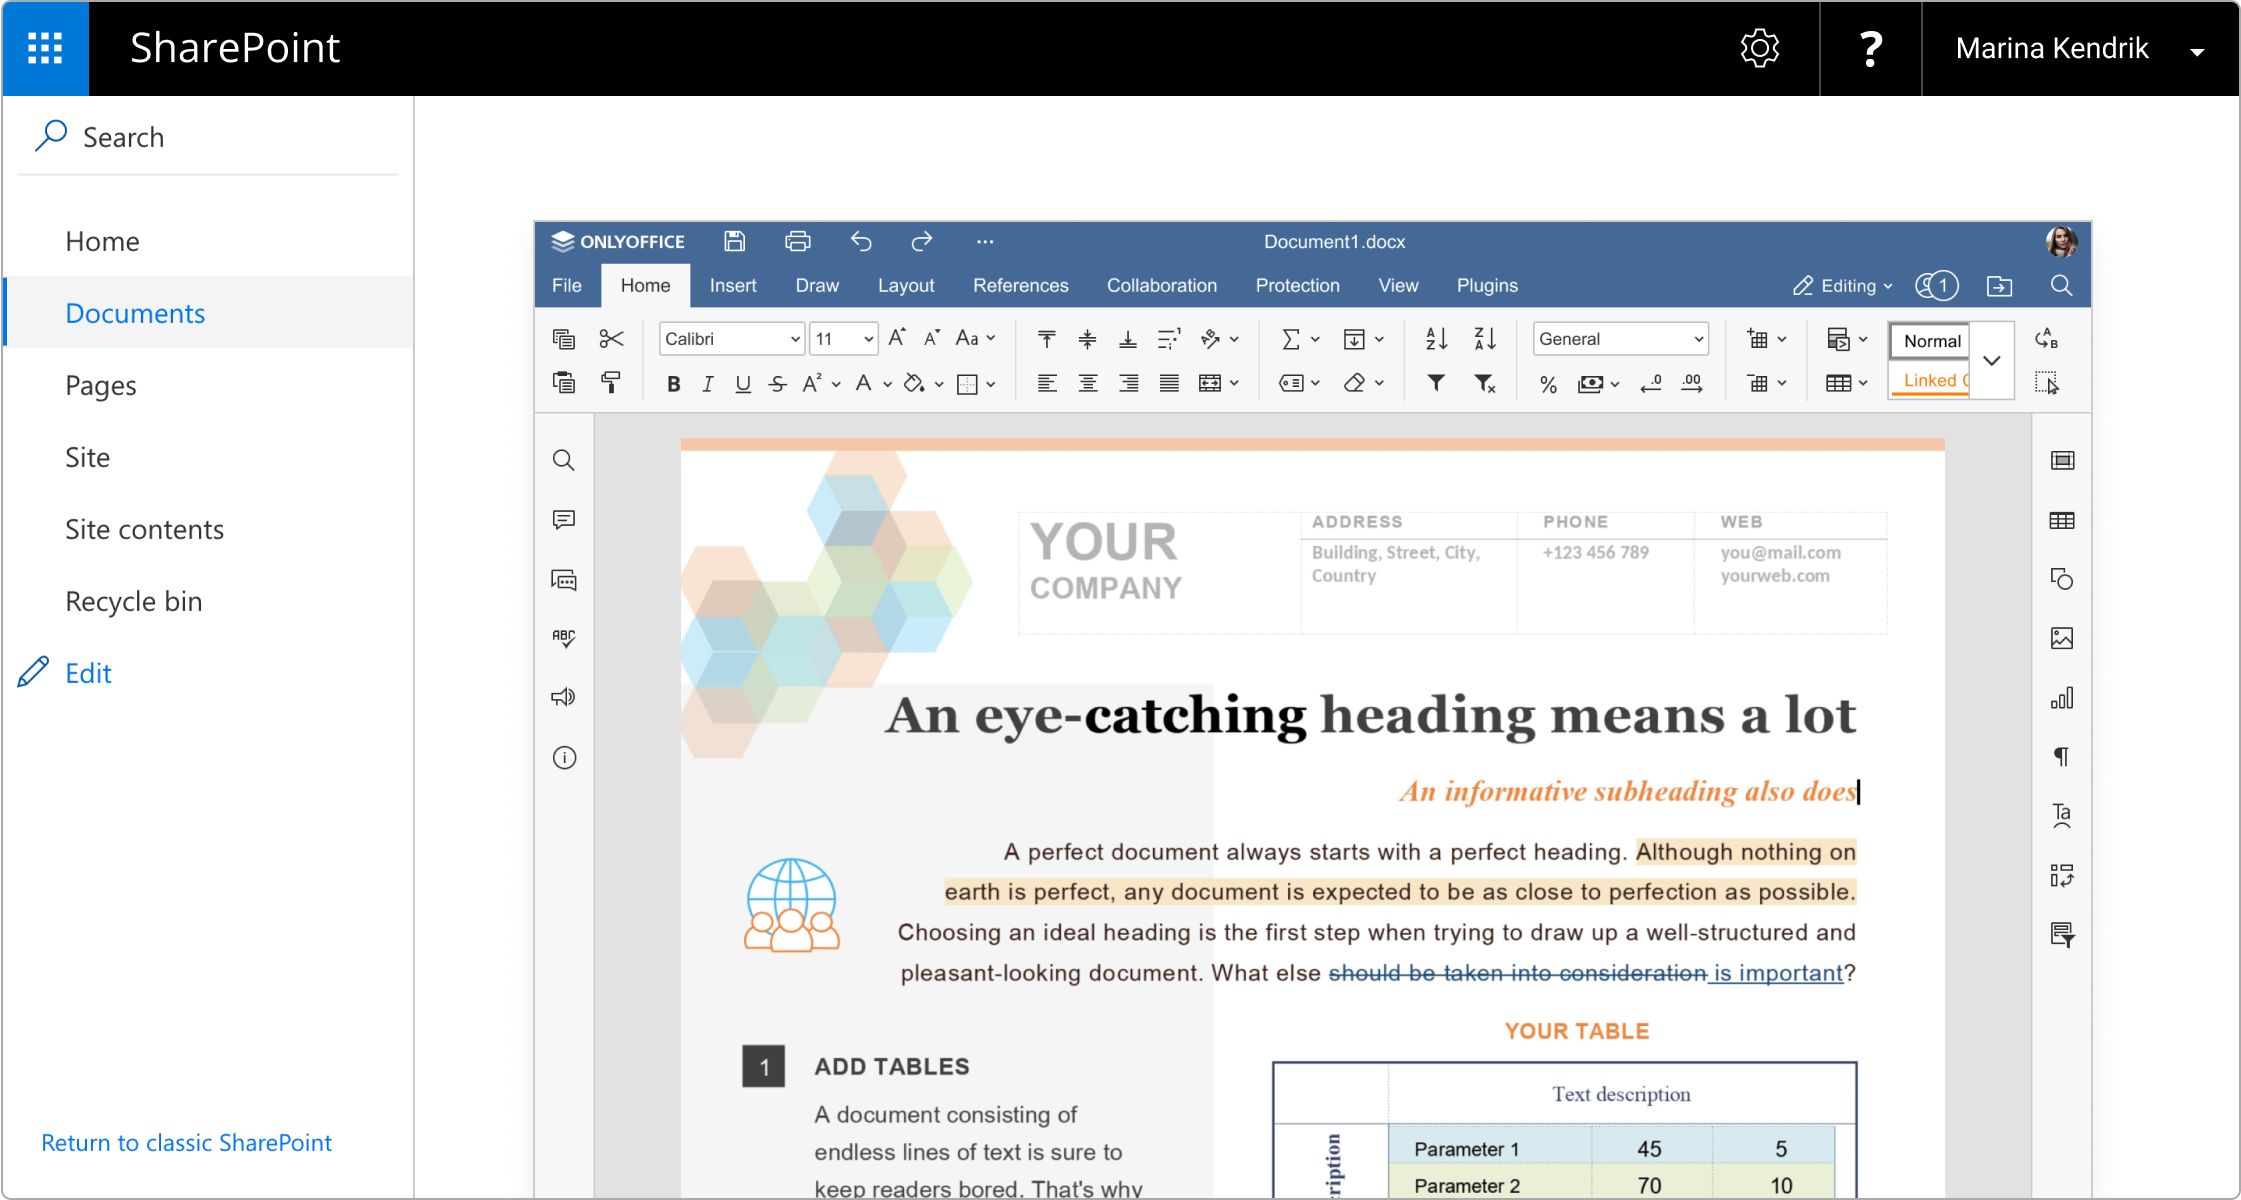 SharePoint
?
Marina Kendrik
Search
Home
Documents
Pages
Site
Site contents
Recycle bin
Edit
Return to classic SharePoint
ONLYOFFICE
Document1.docx
File Home Insert Draw Layout References Collaboration Protection View Plugins
Editing
1
Calibri 11 Aa
General
Normal
Linked
B I U S A A
%
.0 .00
ABC
Ta
YOUR
COMPANY
ADDRESS PHONE WEB
Building, Street, City, +123 456 789 you@mail.com
Country yourweb.com
An eye-catching heading means a lot
An informative subheading also does
A perfect document always starts with a perfect heading. Although nothing on
earth is perfect, any document is expected to be as close to perfection as possible.
Choosing an ideal heading is the first step when trying to draw up a well-structured and
pleasant-looking document. What else should be taken into consideration is important?
1 ADD TABLES
A document consisting of
endless lines of text is sure to
keep readers bored. That's why
YOUR TABLE
Text description
Parameter 1 45 5
Parameter 2 70 10